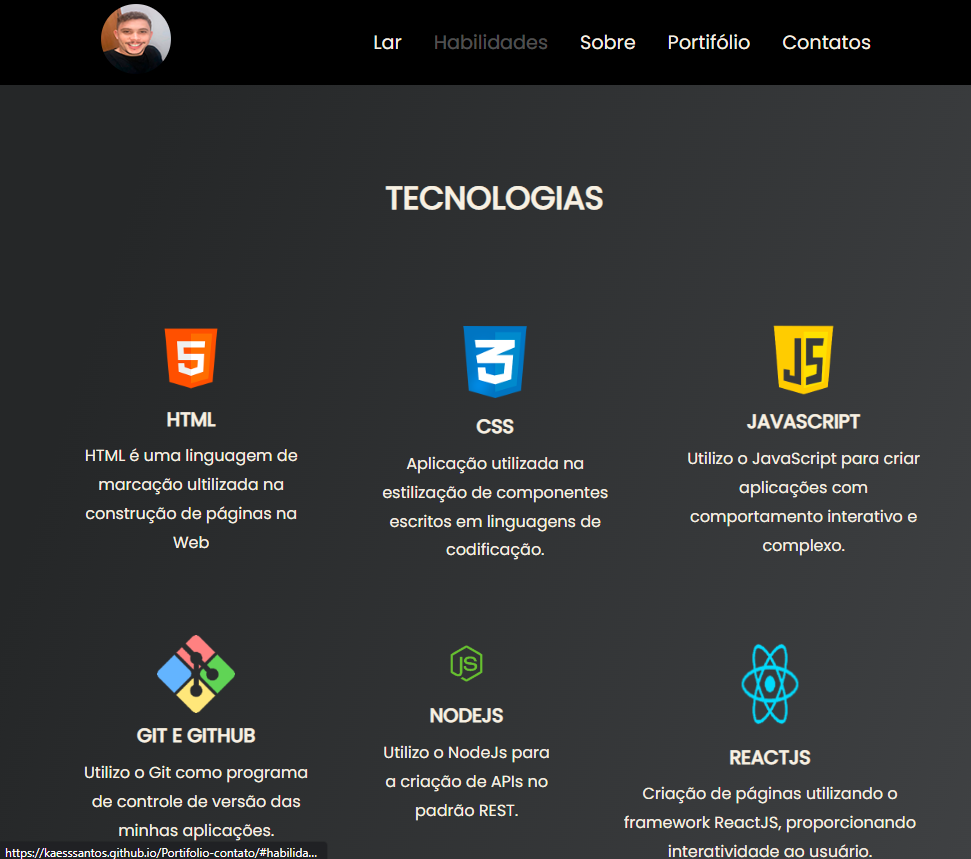 Lar Habilidades Sobre Portifólio Contatos
TECNOLOGIAS
5
HTML
HTML é uma linguagem de
marcação ultilizada na
construção de páginas na
Web
3
CSS
Aplicação utilizada na
estilização de componentes
escritos em linguagens de
codificação.
JS
JAVASCRIPT
Utilizo o JavaScript para criar
aplicações com
comportamento interativo e
complexo.
GIT E GITHUB
Utilizo o Git como programa
de controle de versão das
minhas aplicações.
JS
NODEJS
Utilizo o NodeJs para
a criação de APIs no
padrão REST.
REACTJS
Criação de páginas utilizando o
framework ReactJS, proporcionando
interatividade ao usuário.
https://kaesssantos.github.io/Portifolio-contato/#habilida...